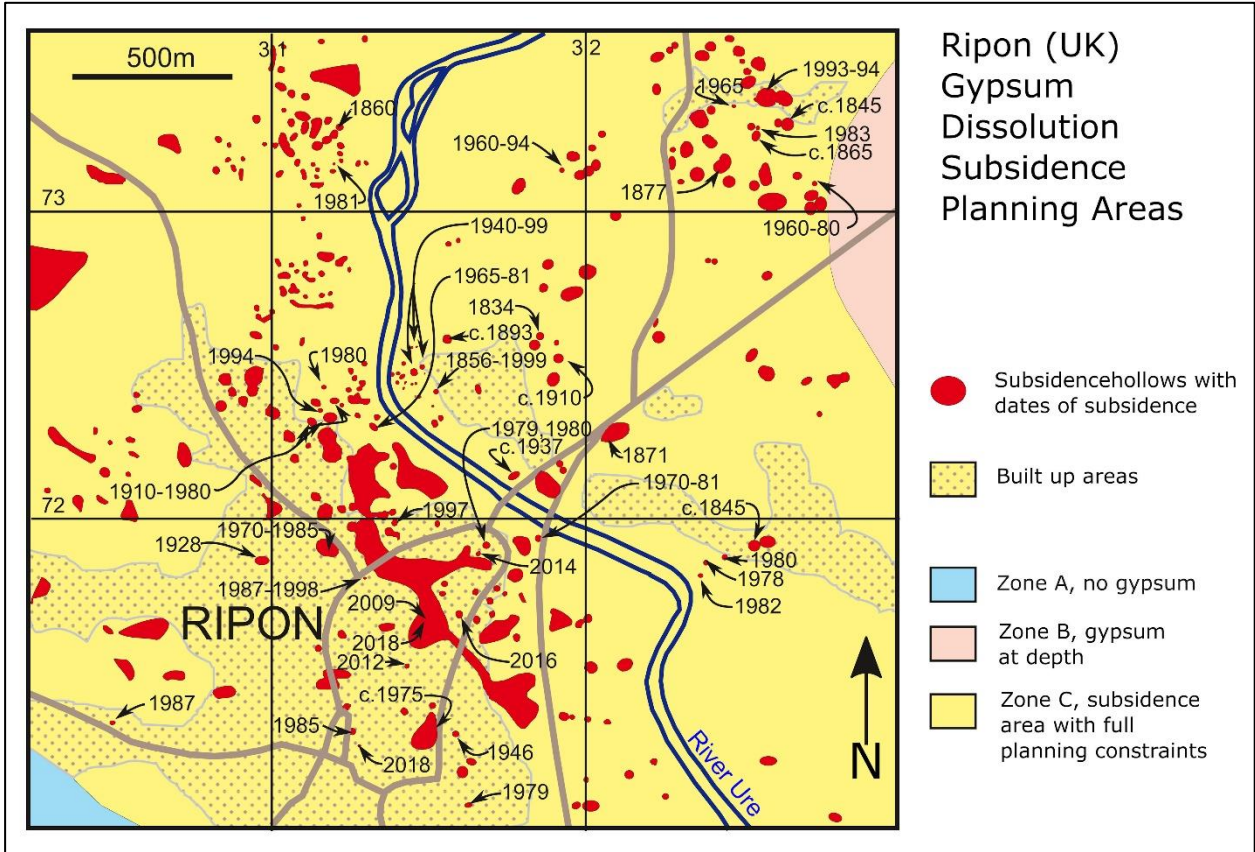 Ripon (UK)
Gypsum
Dissolution
Subsidence
Planning Areas
500m
31
32
1860
1981
1960-94
1965
1993-94
c.1845
1983
c.1865
1877
1960-80
73
1940-99
1965-81
1834
c.1893
1856-1999
1994
1980
c.1910
1979,1980
c.1937
1871
1910-1980
1970-81
72
1997
c.1845
1970-1985
1928
2014
1980
1978
1982
1987-1998
2009
RIPON
2018
2016
2012
c.1975
1987
1985
2018
1946
1979
River Ure
N
Subsidencehollows with
dates of subsidence
Built up areas
Zone A, no gypsum
Zone B, gypsum
at depth
Zone C, subsidence
area with full
planning constraints